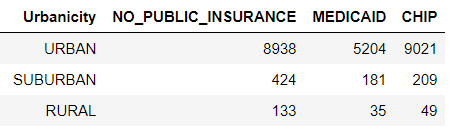 Urbanicity NO_PUBLIC_INSURANCE MEDICAID CHIP
URBAN 8938 5204 9021
SUBURBAN 424 181 209
RURAL 133 35 49